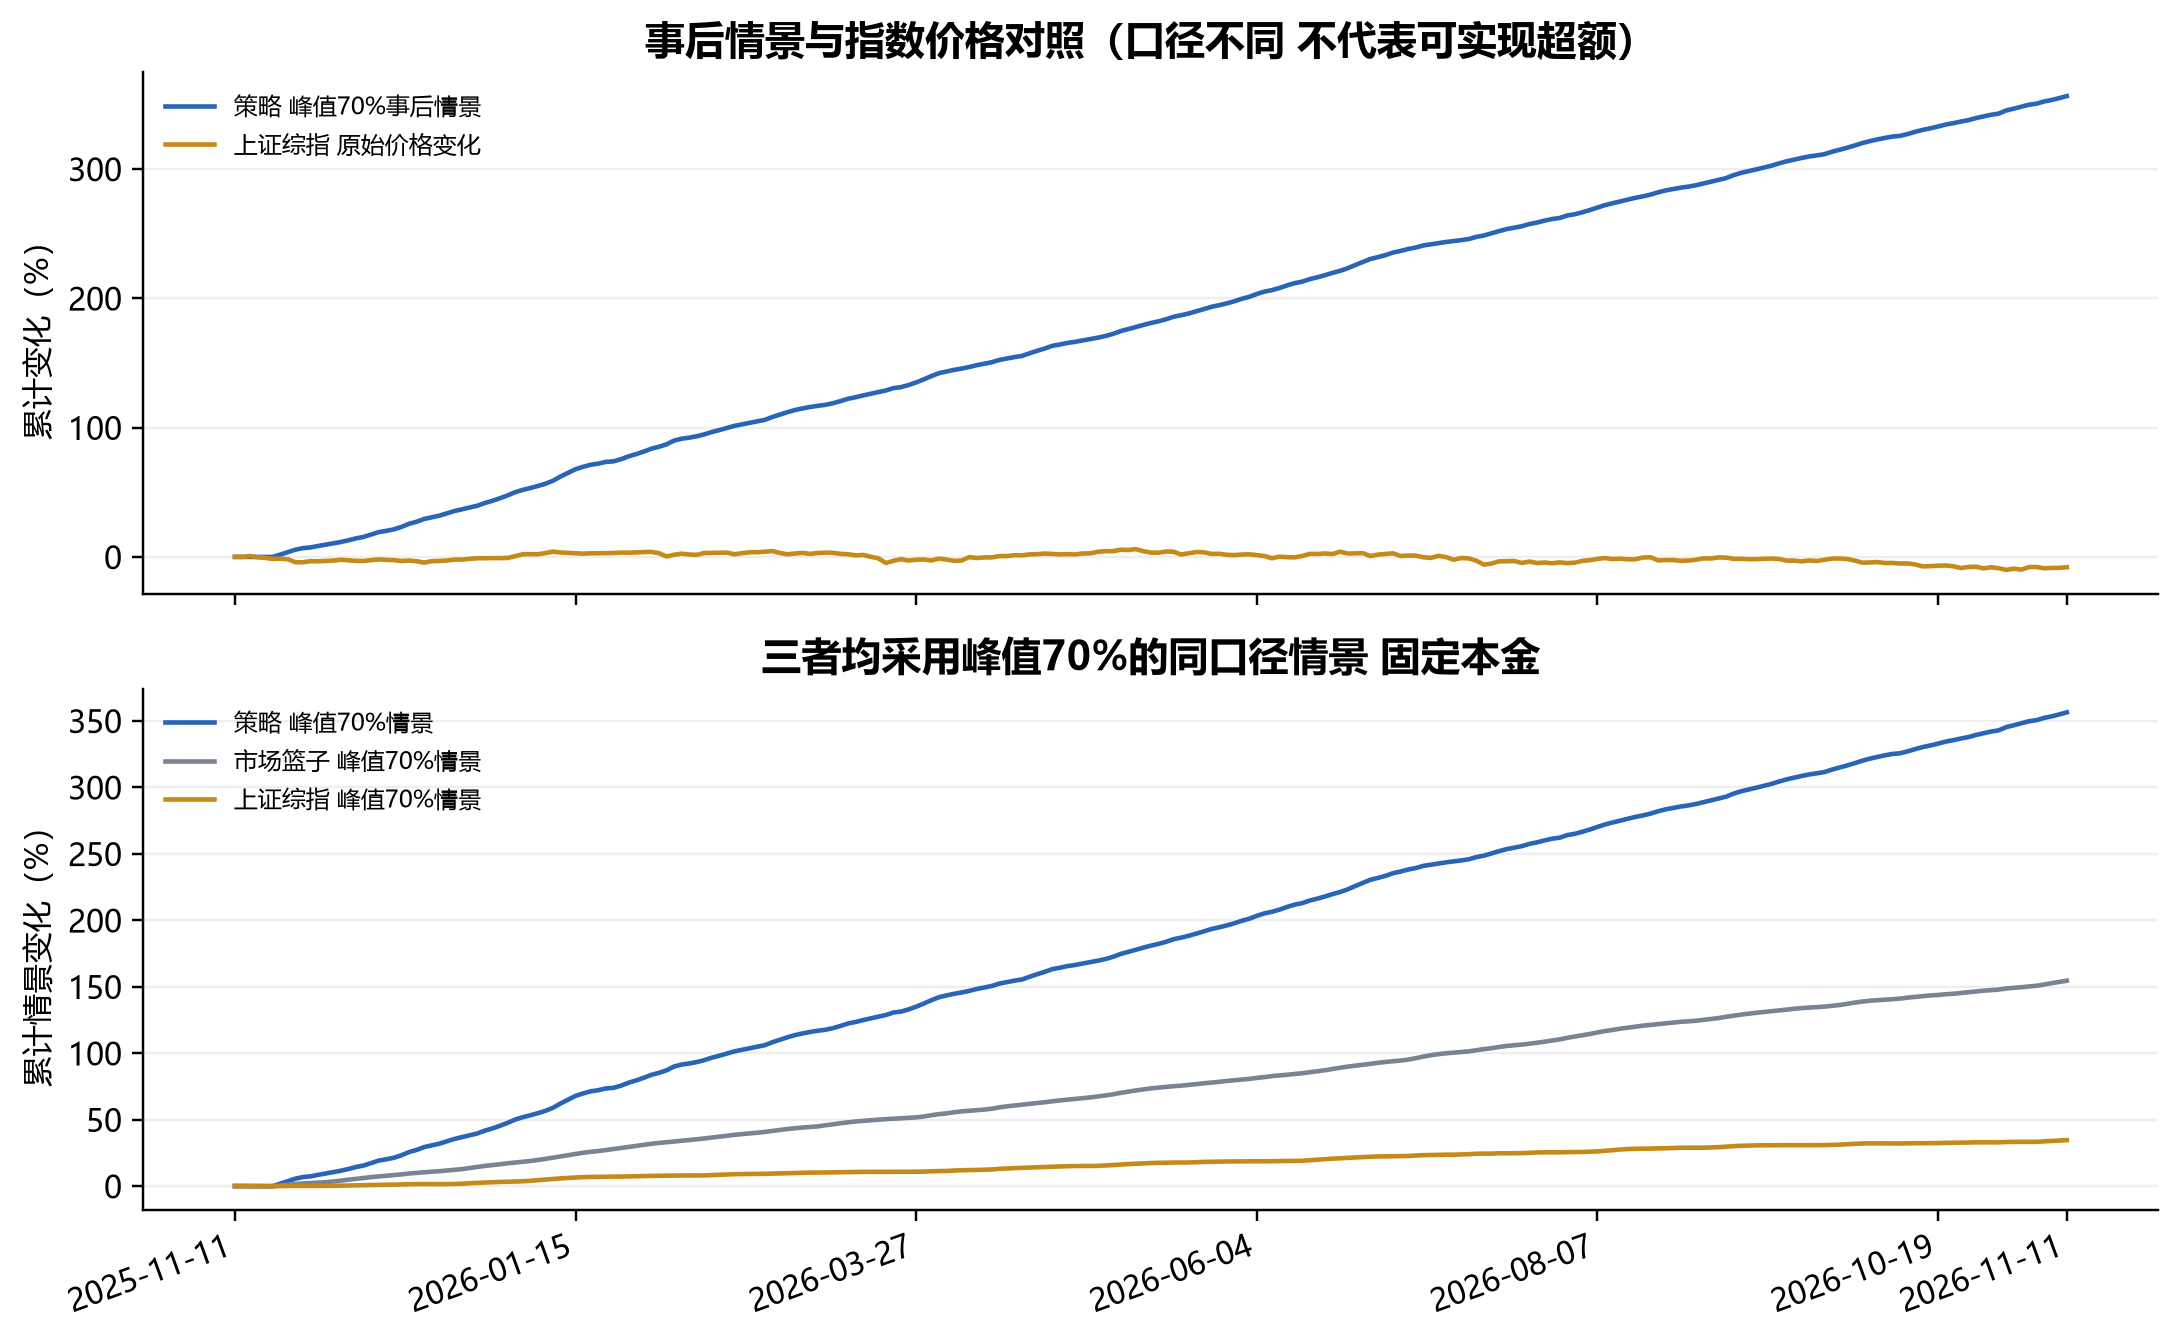 事后情景与指数价格对照（口径不同 不代表可实现超额）
策略 峰值70%事后情景
上证综指 原始价格变化
累计变化（%）
300
200
100
0
三者均采用峰值70%的同口径情景 固定本金
策略 峰值70%情景
市场篮子 峰值70%情景
上证综指 峰值70%情景
累计情景变化（%）
350
300
250
200
150
100
50
0
2025-11-11
2026-01-15
2026-03-27
2026-06-04
2026-08-07
2026-10-19
2026-11-11